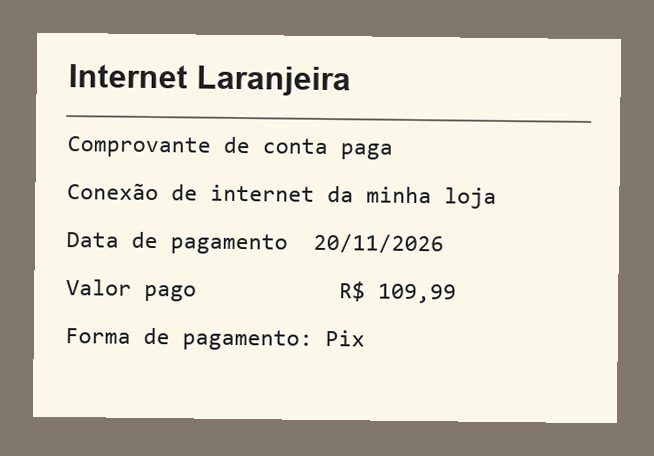 Internet Laranjeira
Comprovante de conta paga
Conexão de internet da minha loja
Data de pagamento 20/11/2026
Valor pago R$ 109,99
Forma de pagamento: Pix